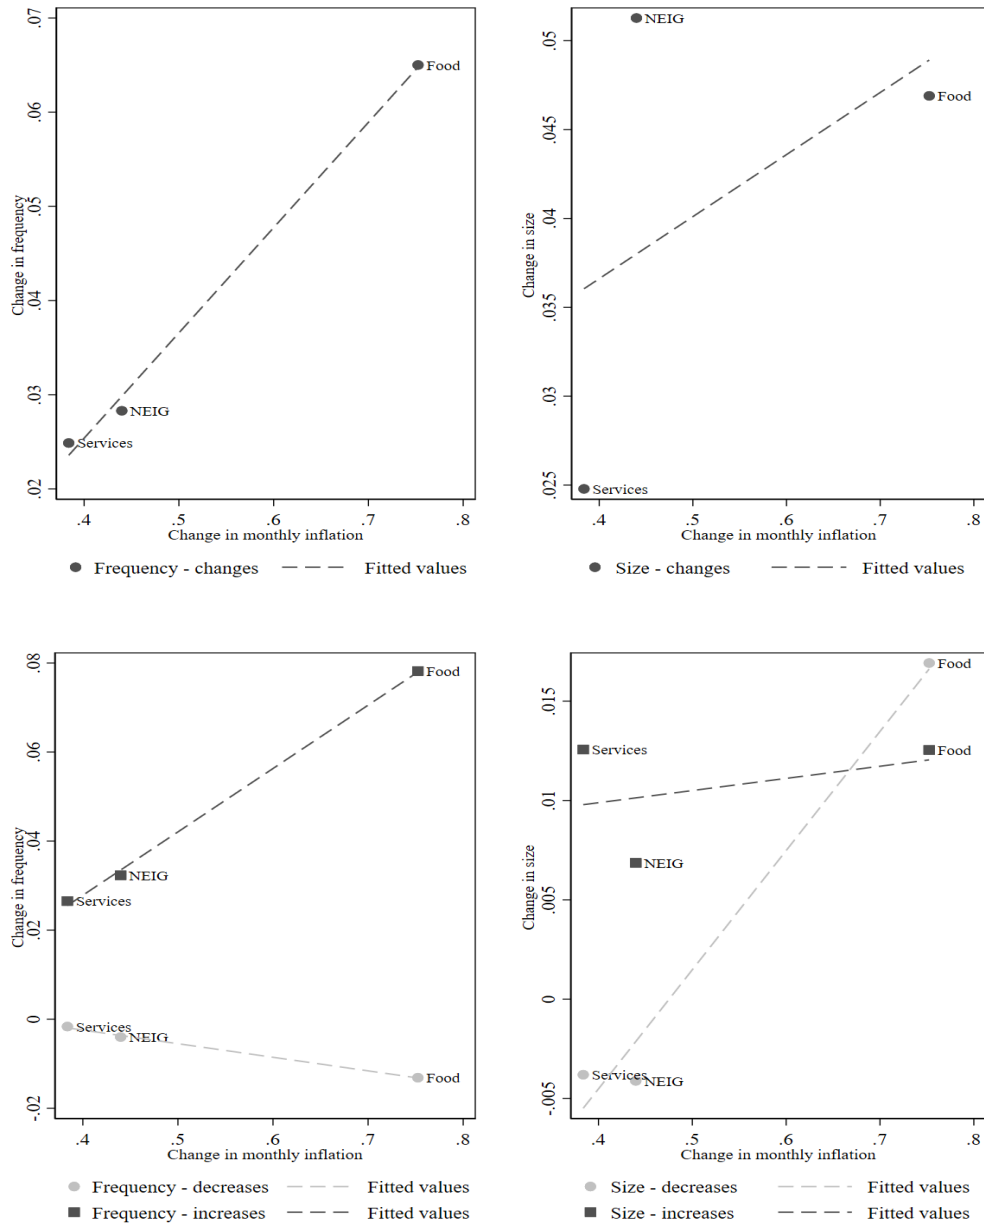 Change in frequency
.07
.06
.05
.04
.03
.02
Food
NEIG
Services
.4 .5 .6 .7 .8
Change in monthly inflation
Frequency - changes Fitted values
Change in size
.05
.045
.04
.035
.03
.025
NEIG
Food
Services
.4 .5 .6 .7 .8
Change in monthly inflation
Size - changes Fitted values
Change in frequency
.08
.06
.04
.02
0
-.02
Food
NEIG
Services
Services
NEIG
Food
.4 .5 .6 .7 .8
Change in monthly inflation
Frequency - decreases Fitted values
Frequency - increases Fitted values
Change in size
.015
.01
.005
0
-.005
Food
Services
Food
NEIG
Services
NEIG
.4 .5 .6 .7 .8
Change in monthly inflation
Size - decreases Fitted values
Size - increases Fitted values